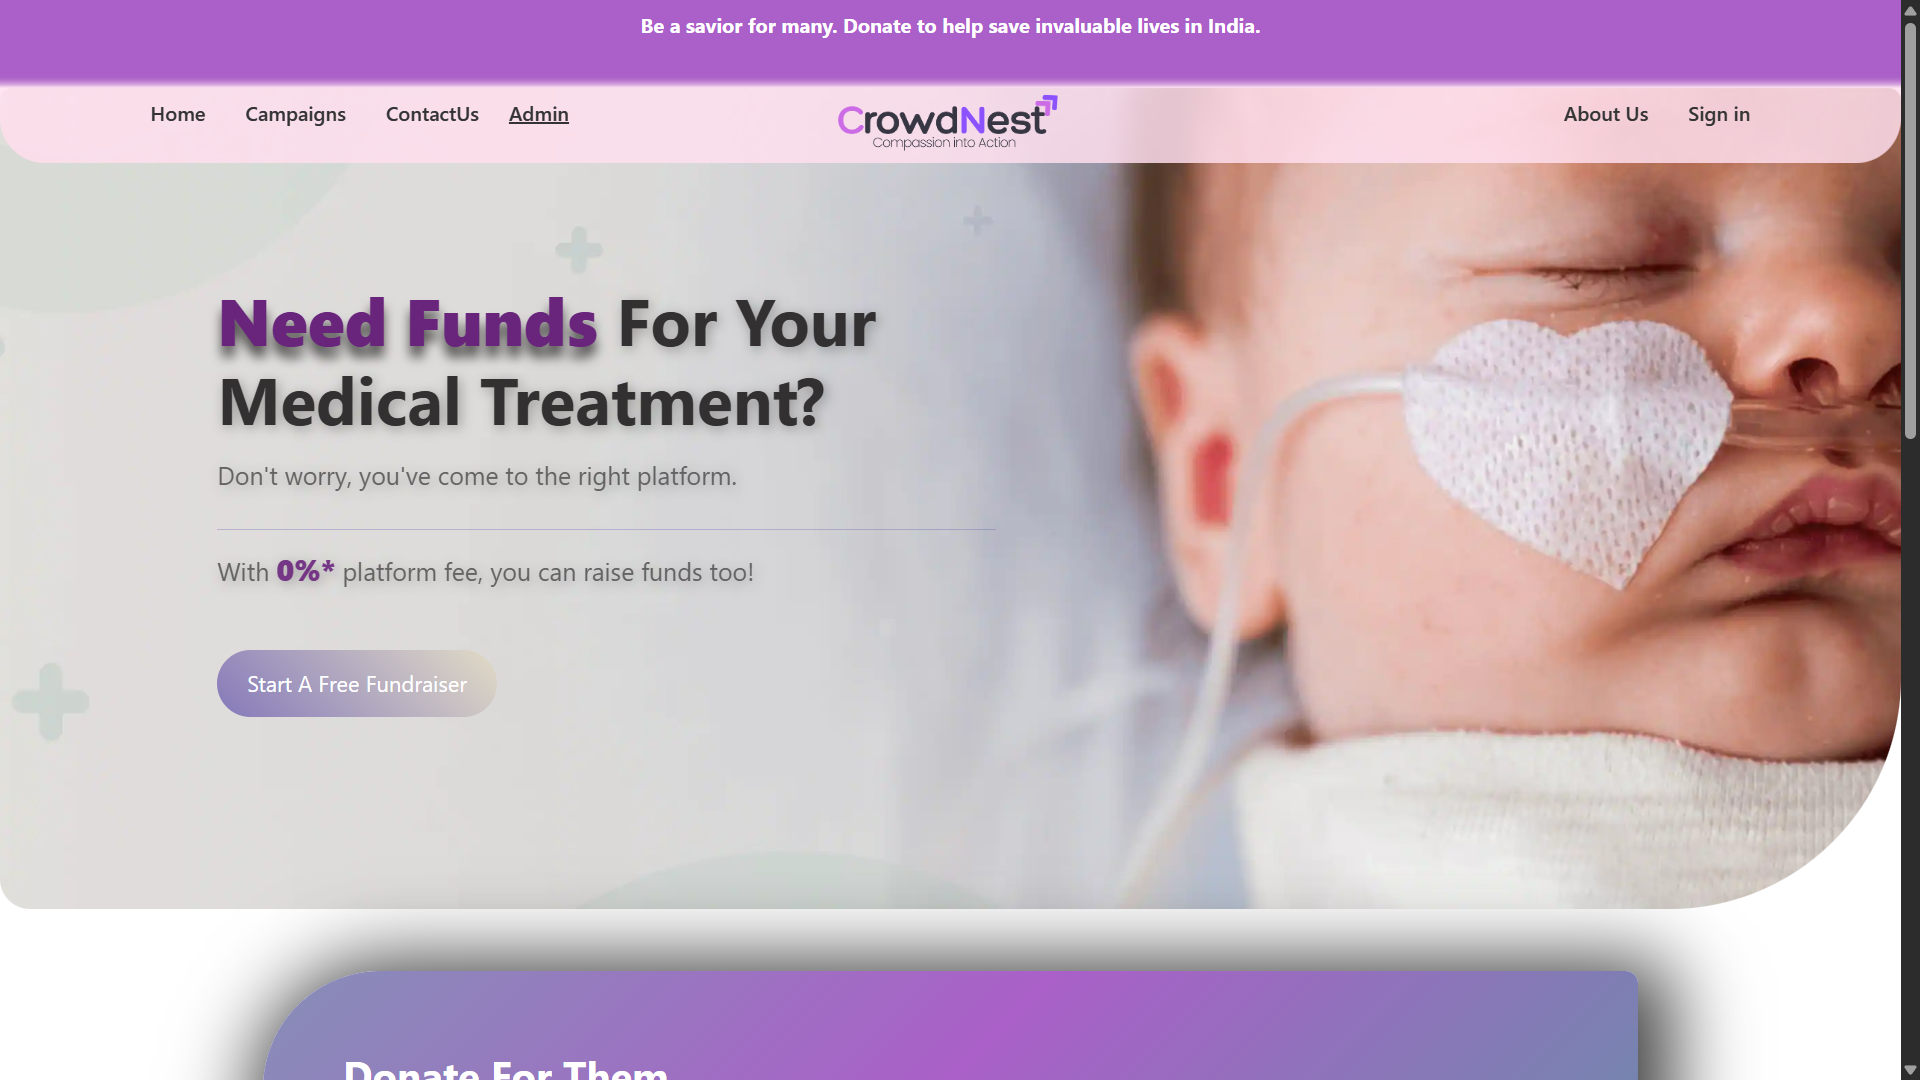 Be a savior for many. Donate to help save invaluable lives in India.
Home Campaigns ContactUs Admin
CrowdNest
Compassion into Action
About Us Sign in
Need Funds For Your
Medical Treatment?
Don't worry, you've come to the right platform.
With 0%* platform fee, you can raise funds too!
Start A Free Fundraiser
Donate For Them